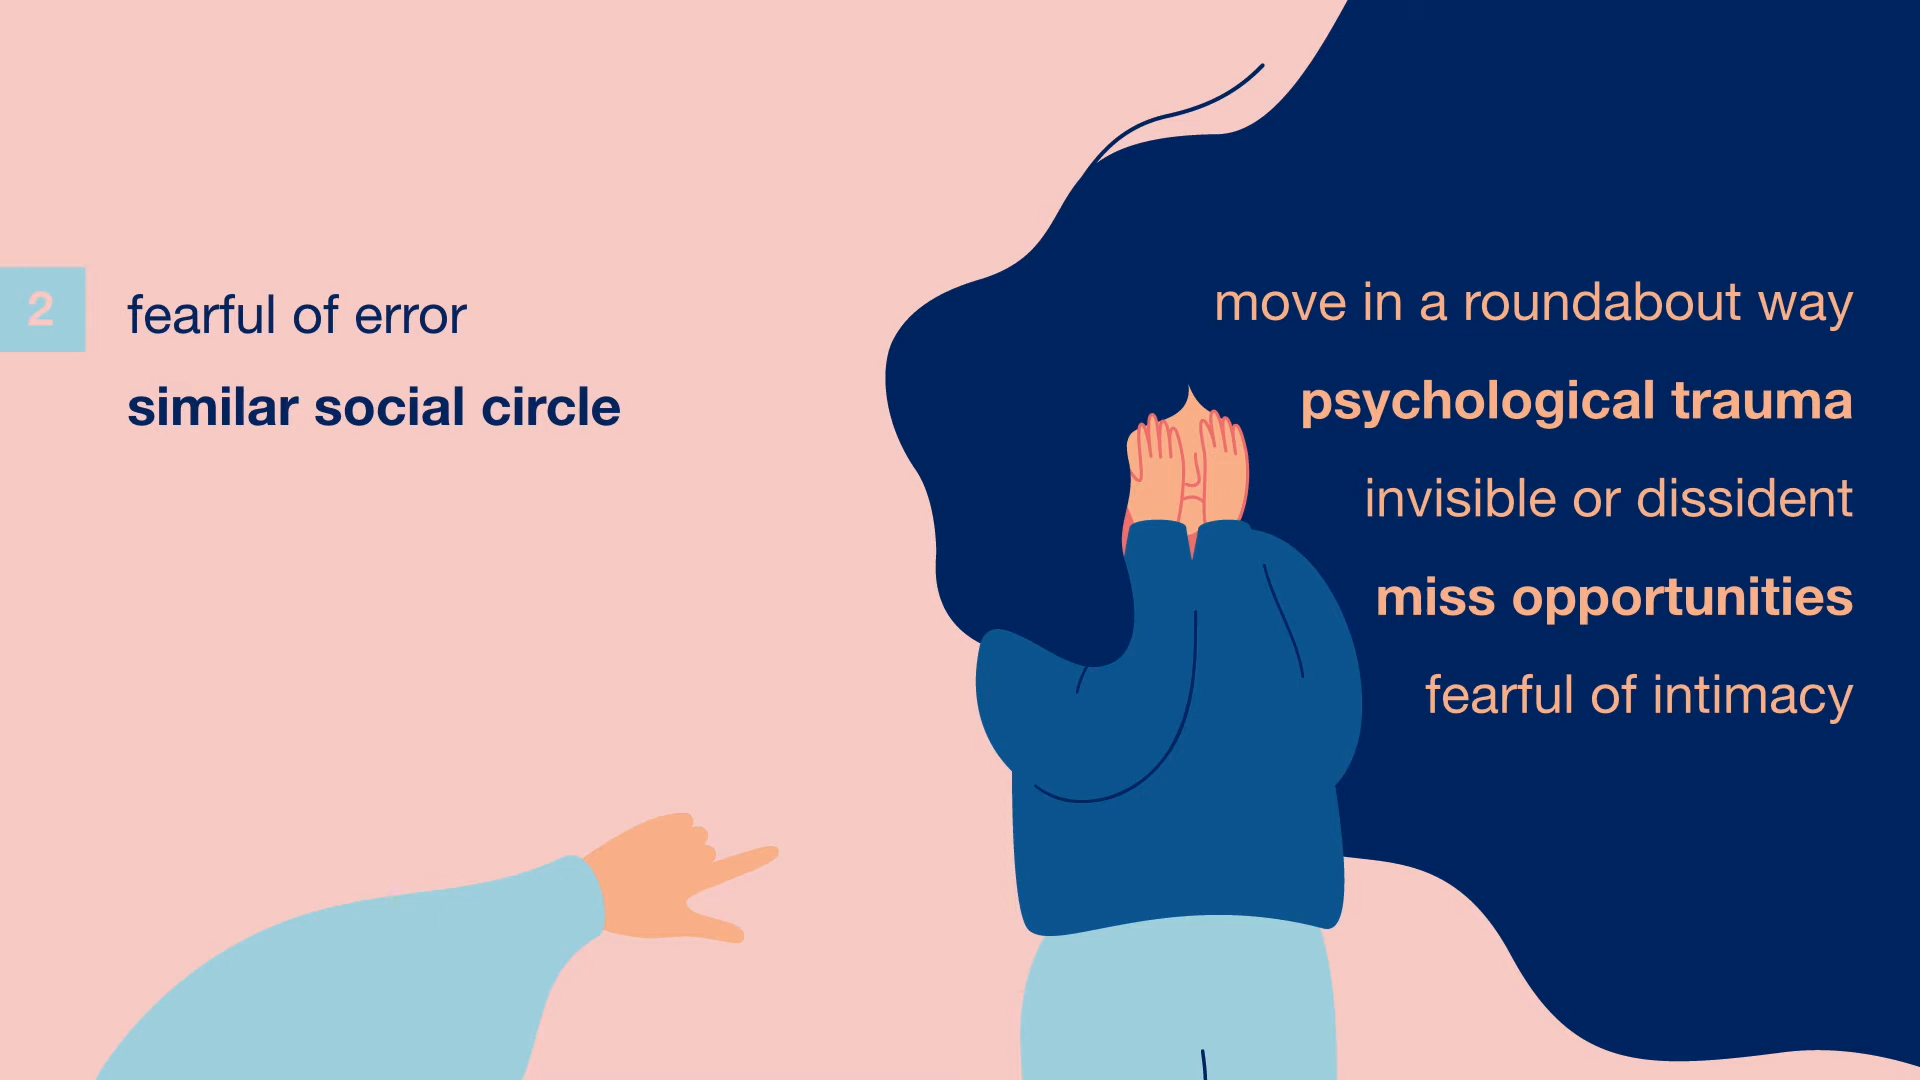 2
fearful of error
similar social circle
move in a roundabout way
psychological trauma
invisible or dissident
miss opportunities
fearful of intimacy